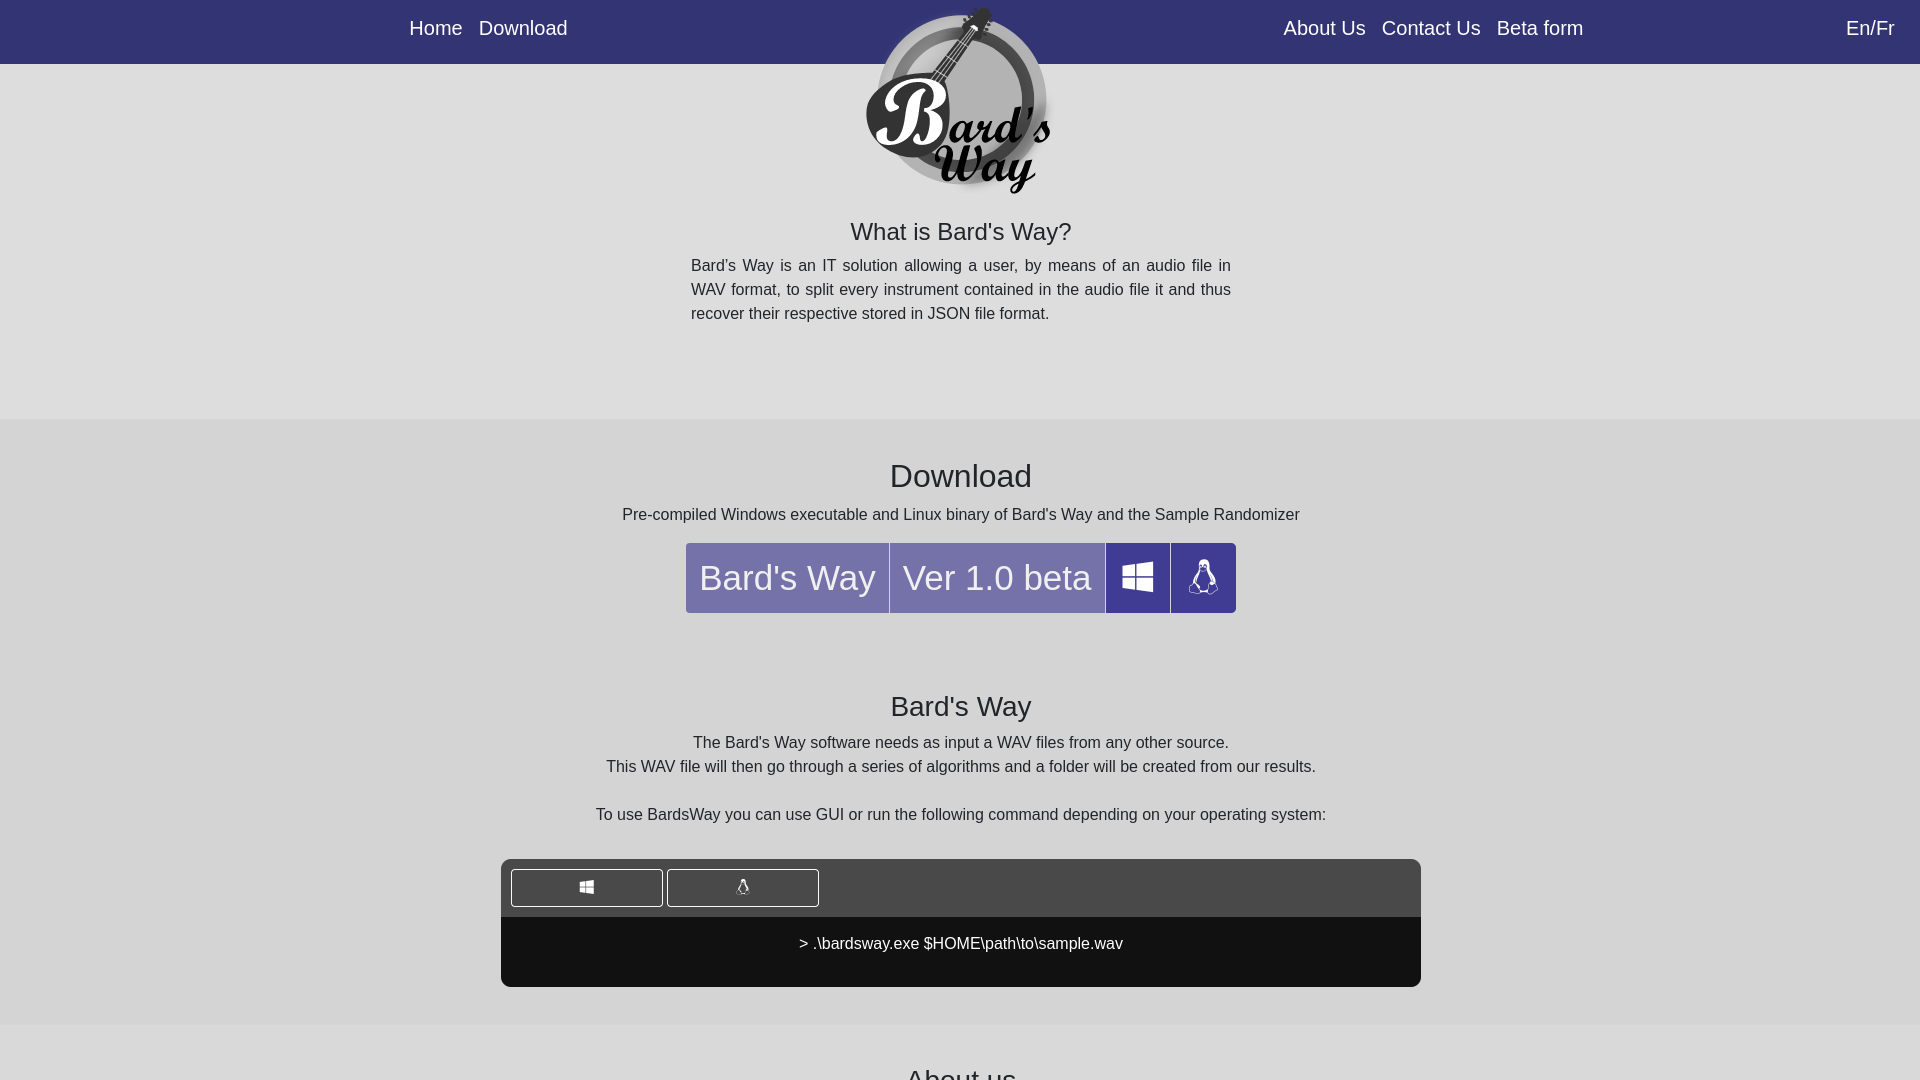 Home Download
About Us Contact Us Beta form
En/Fr
Bard's
Way
What is Bard's Way?
Bard’s Way is an IT solution allowing a user, by means of an audio file in
WAV format, to split every instrument contained in the audio file it and thus
recover their respective stored in JSON file format.
Download
Pre-compiled Windows executable and Linux binary of Bard's Way and the Sample Randomizer
Bard's Way Ver 1.0 beta
Bard's Way
The Bard's Way software needs as input a WAV files from any other source.
This WAV file will then go through a series of algorithms and a folder will be created from our results.
To use BardsWay you can use GUI or run the following command depending on your operating system:
> .\bardsway.exe $HOME\path\to\sample.wav
About us